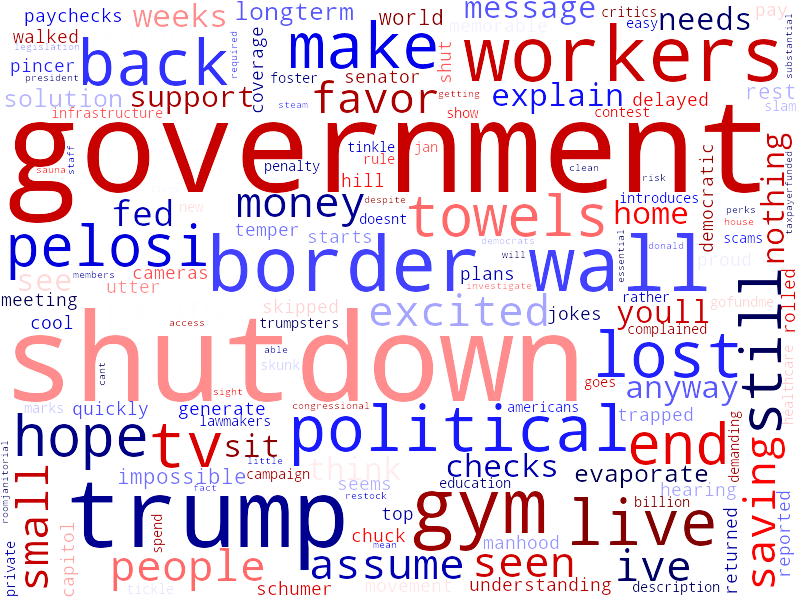 paychecks
weeks
longterm
world
message
critics
easy
needs
pay
walked
legislation
president
pincer
back
required
coverage
make
memorable
shut
workers
substantial
solution
support
foster
senator
steam
favor
getting
show
explain
delayed
contest
rest
slam
infrastructure
government
sauna
staff
penalty
tinkle
rule
jan
hill
despite
clean
risk
democratic
nothing
taxpayerfunded
fed
new
money
doesnt
towels
introduces
home
perks
house
scams
pelosi
temper
starts
democrats
will
essential
donald
proud
see
members
cameras
utter
border wall
plans
investigate
meeting
cool
access
skipped
trumpsters
excited
jokes
rather
youll
complained
gofundme
rolled
shutdown
cant
able
skunk
sight
goes
lost
anyway
still
healthcare
marks
quickly
generate
lawmakers
congressional
political
americans
trapped
demanding
hope
tv
sit
little
end
saving
roomjanitorial
small
impossible
fact
campaign
think
seems
restock
checks
education
evaporate
hearing
billion
trump
spend
top
chuck
mean
gym
manhood
live
returned
reported
private
capitol
people
tickle
schumer
assume
movement
seen
understanding
ive
description